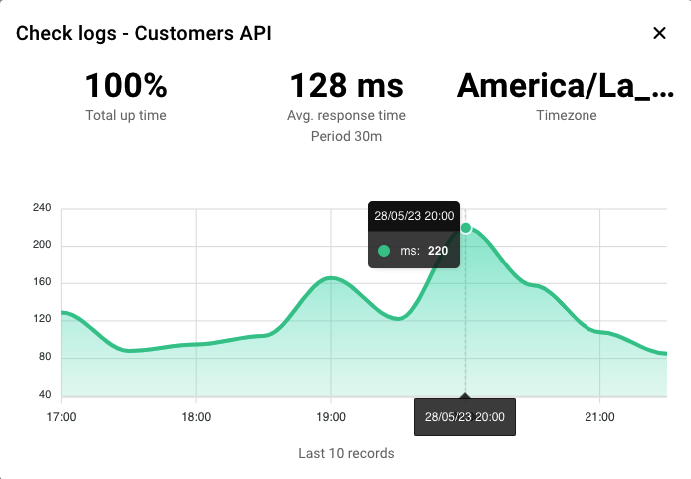 Check logs - Customers API
100% 128 ms America/La_...
Total up time Avg. response time Timezone
Period 30m
240
200
160
120
80
40
28/05/23 20:00
ms: 220
17:00 18:00 19:00 28/05/23 20:00 21:00
Last 10 records